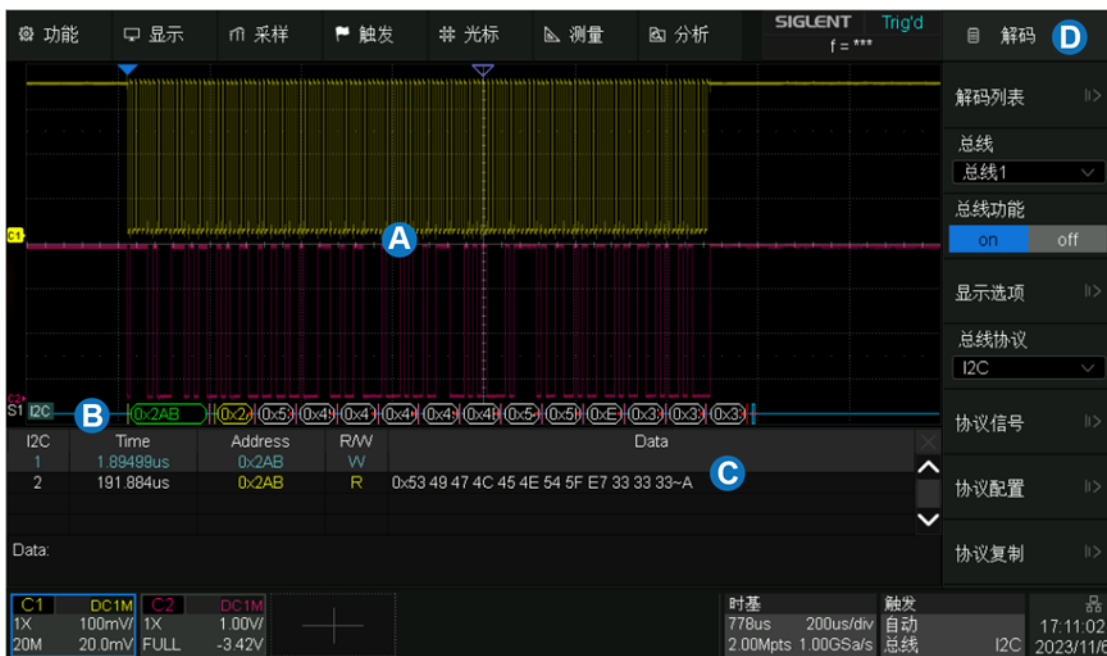 功能 显示 采样 触发 光标 测量 分析 SIGLENT Trig'd 解码 D
f = ***
解码列表
总线
总线1
总线功能
C1 A on off
显示选项
总线协议
I2C
C2
S1 I2C B 0x2AB
协议信号
I2C Time Address R/W Data
1 1.89499us 0x2AB W C
2 191.884us 0x2AB R 0x53 49 47 4C 45 4E 54 5F E7 33 33 33~A
协议配置
Data: 协议复制
C1 DC1M C2 DC1M 时基 触发
1X 100mV/ 1X 1.00V/ 778us 200us/div 自动 17:11:02
20M 20.0mV FULL -3.42V 2.00Mpts 1.00GSa/s 总线 I2C 2023/11/6